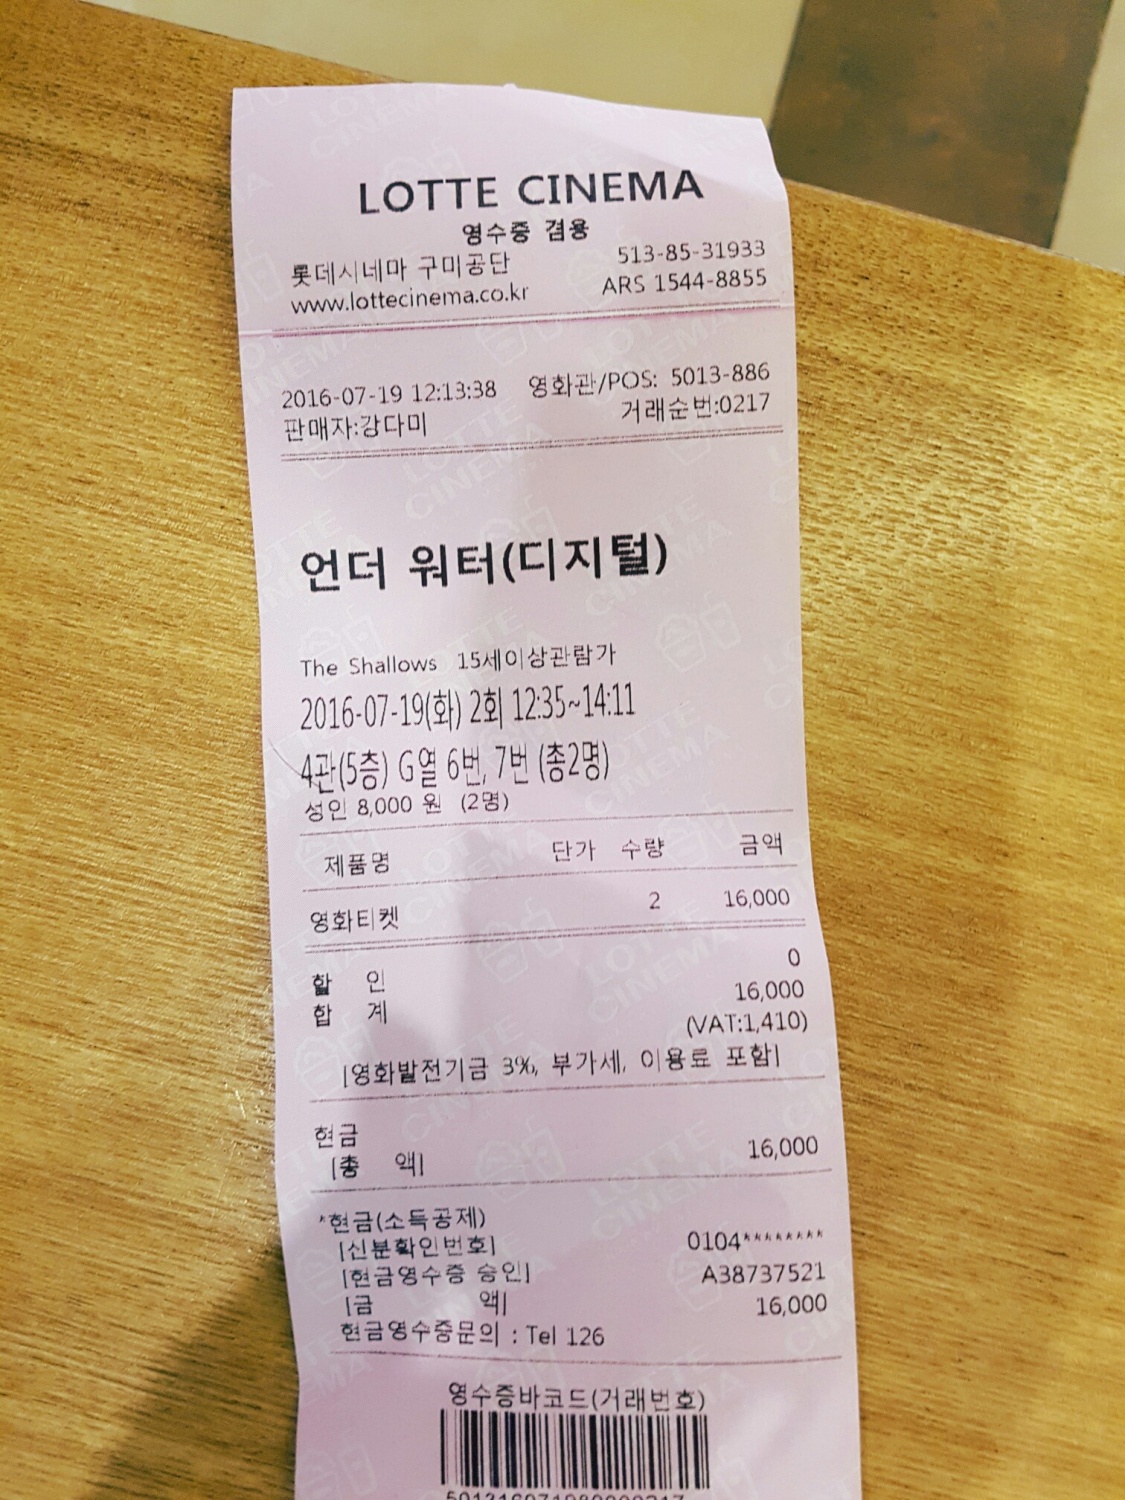 LOTTE CINEMA
영수증 겸용
롯데시네마 구미공단 513-85-31933
www.lottecinema.co.kr ARS 1544-8855
2016-07-19 12:13:38 영화관/POS: 5013-886
판매자:강다미 거래순번:0217
언더 워터(디지털)
The Shallows 15세이상관람가
2016-07-19(화) 2회 12:35~14:11
4관(5층) G열 6번, 7번 (총2명)
성인 8,000 원 (2명)
제품명 단가 수량 금액
영화티켓 2 16,000
할 인 0
합 계 16,000
(VAT:1,410)
[영화발전기금 3%, 부가세, 이용료 포함]
현금
[총 액] 16,000
*현금(소득공제)
[신분확인번호] 0104********
[현금영수증 승인] A38737521
[금 액] 16,000
현금영수증문의 : Tel 126
영수증바코드(거래번호)